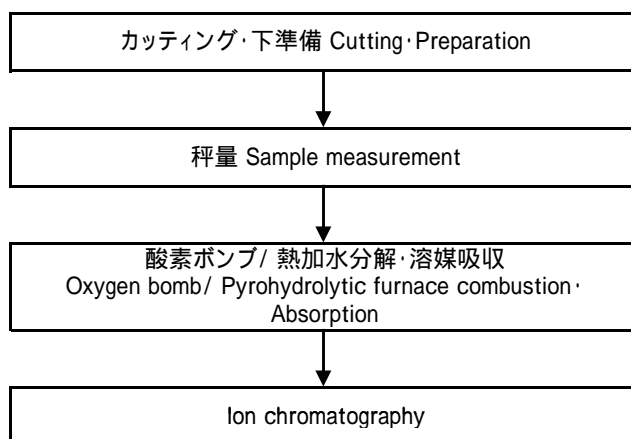 カッティング・下準備 Cutting・Preparation
秤量 Sample measurement
酸素ボンブ/ 熱加水分解・溶媒吸収
Oxygen bomb/ Pyrohydrolytic furnace combustion・
Absorption
Ion chromatography